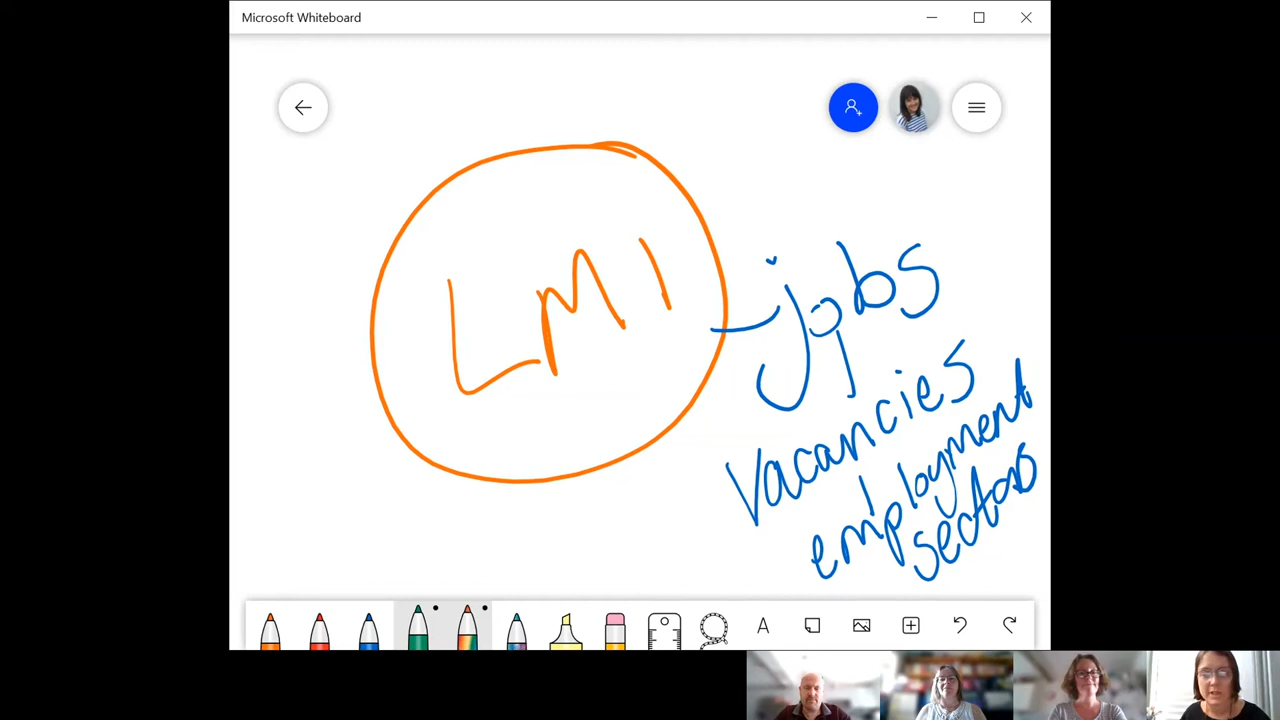 Microsoft Whiteboard
LMI
jobs
vacancies
employment
sectors
A